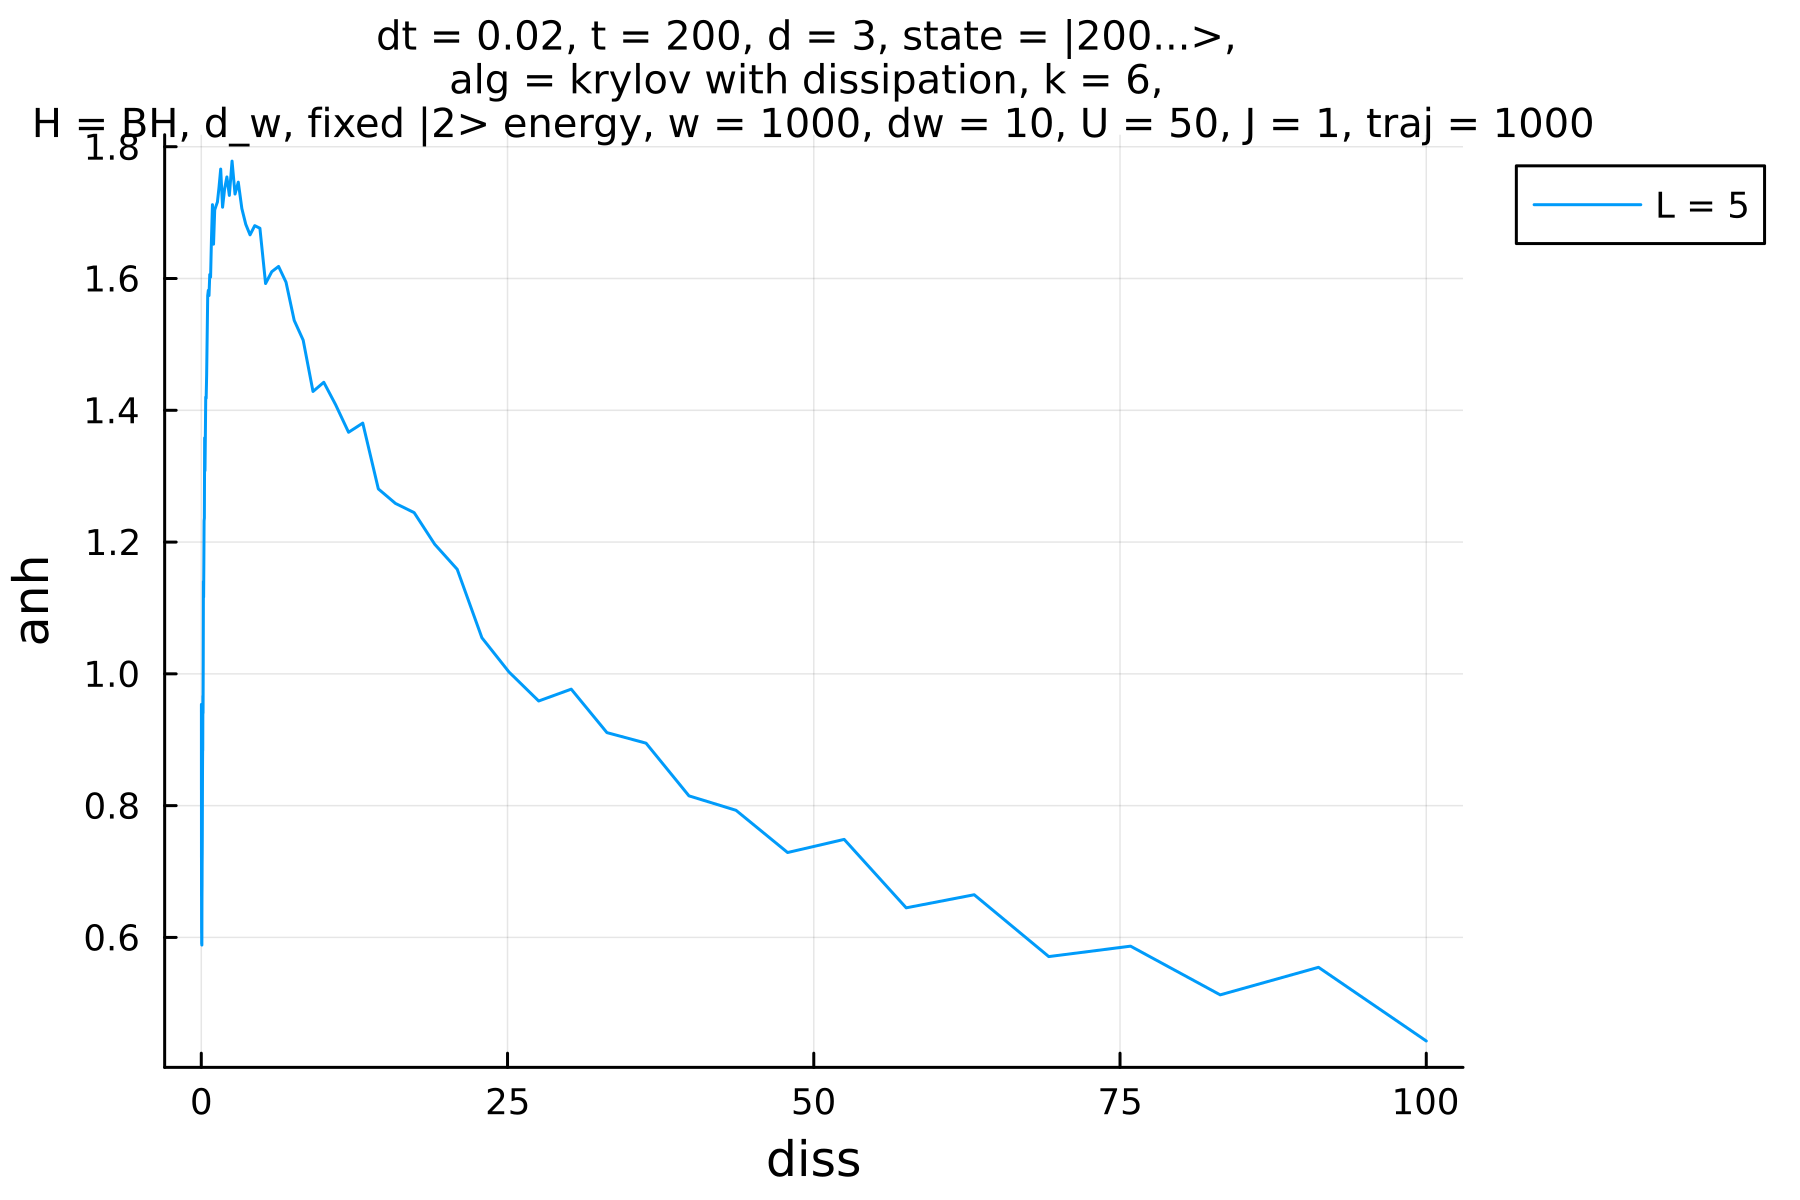 dt = 0.02, t = 200, d = 3, state = |200...>,
alg = krylov with dissipation, k = 6,
H = BH, d_w, fixed |2> energy, w = 1000, dw = 10, U = 50, J = 1, traj = 1000
1.8
1.6
1.4
1.2
1.0
0.8
0.6
anh
L = 5
0
25
50
75
100
diss